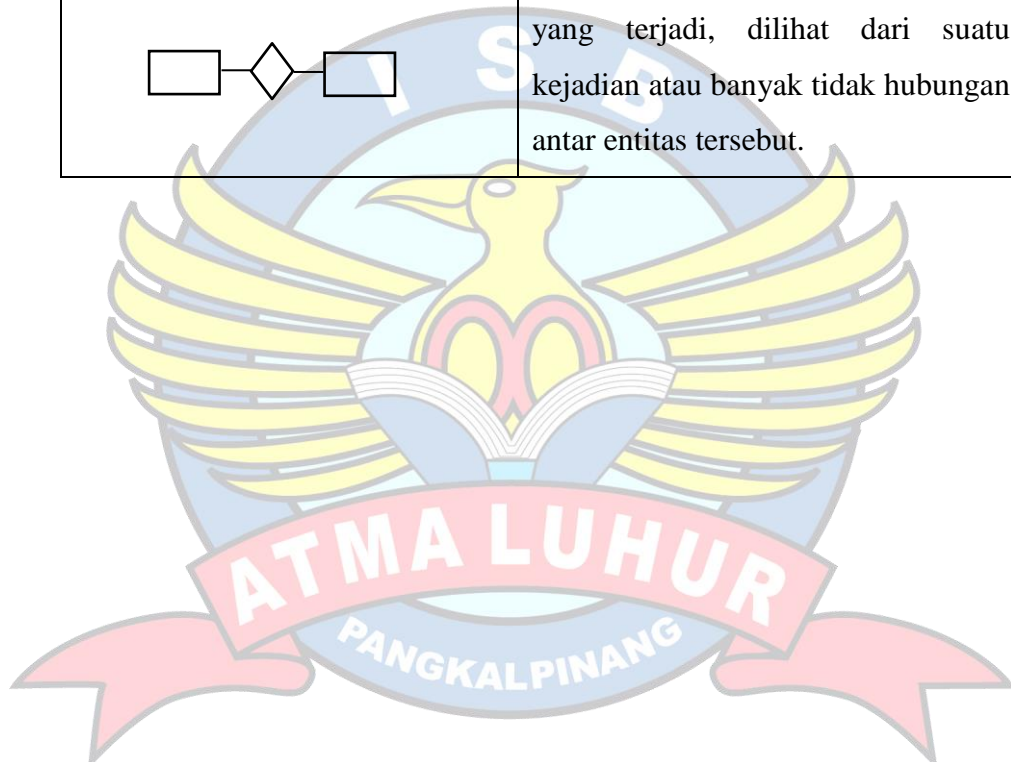 yang terjadi, dilihat dari suatu
kejadian atau banyak tidak hubungan
antar entitas tersebut.
I S B
ATMA LUHUR
PANGKALPINANG